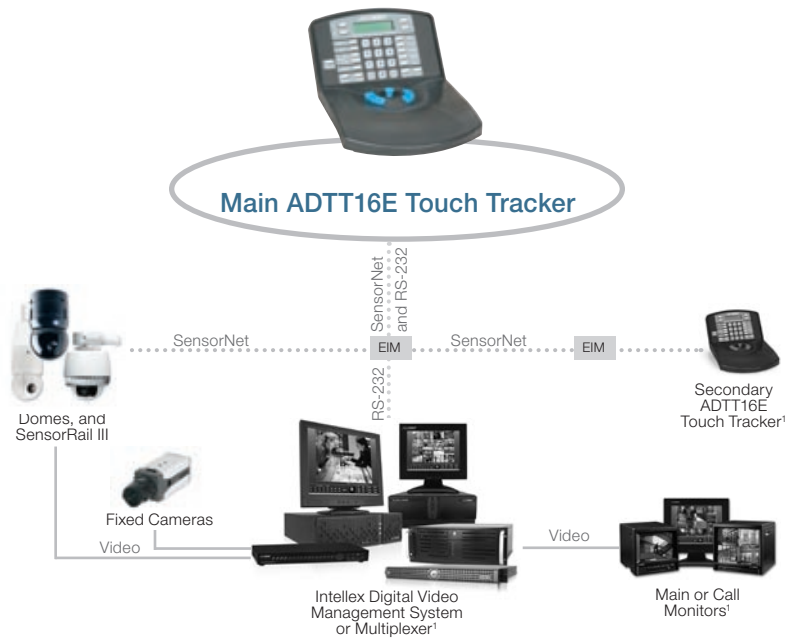 Main ADTT16E Touch Tracker
SensorNet
and RS-232
SensorNet
EIM
SensorNet
EIM
RS-232
Secondary
ADTT16E
Touch Tracker¹
Domes, and
SensorRail III
Fixed Cameras
Video
Video
Intellex Digital Video
Management System
or Multiplexer¹
Main or Call
Monitors¹